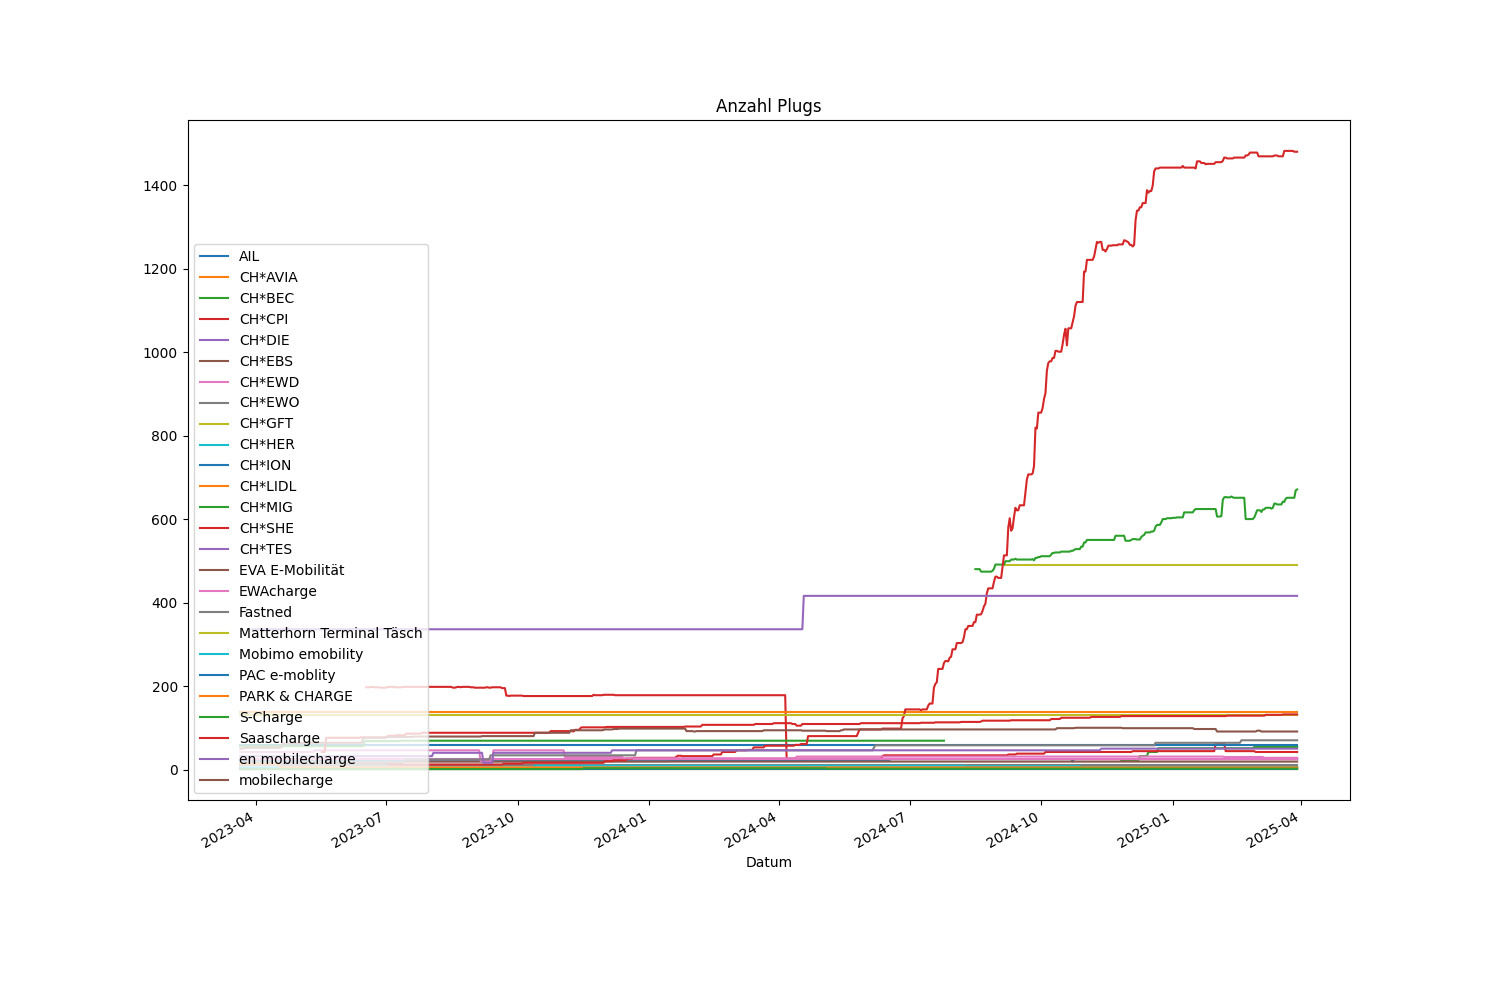 Anzahl Plugs
1400
1200
1000
800
600
400
200
0
AIL
CH*AVIA
CH*BEC
CH*CPI
CH*DIE
CH*EBS
CH*EWD
CH*EWO
CH*GFT
CH*HER
CH*ION
CH*LIDL
CH*MIG
CH*SHE
CH*TES
EVA E-Mobilität
EWAcharge
Fastned
Matterhorn Terminal Täsch
Mobimo emobility
PAC e-moblity
PARK & CHARGE
S-Charge
Saascharge
en mobilecharge
mobilecharge
2023-04 2023-07 2023-10 2024-01 2024-04 2024-07 2024-10 2025-01 2025-04
Datum